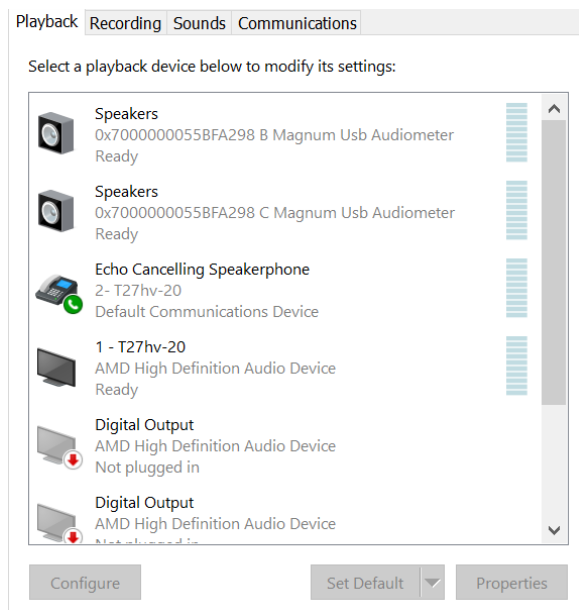 Playback Recording Sounds Communications
Select a playback device below to modify its settings:
Speakers
0x7000000055BFA298 B Magnum Usb Audiometer
Ready
Speakers
0x7000000055BFA298 C Magnum Usb Audiometer
Ready
Echo Cancelling Speakerphone
2- T27hv-20
Default Communications Device
1 - T27hv-20
AMD High Definition Audio Device
Ready
Digital Output
AMD High Definition Audio Device
Not plugged in
Digital Output
AMD High Definition Audio Device
Configure Set Default Properties